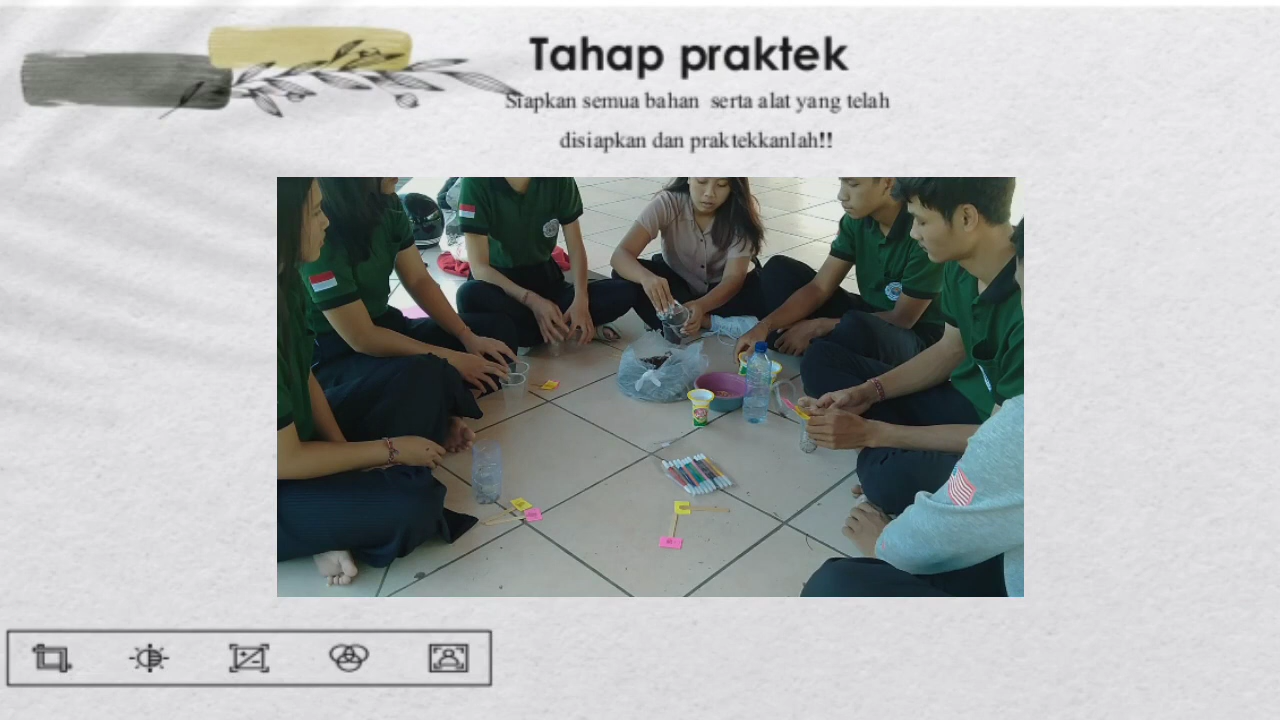 Tahap praktek
Siapkan semua bahan  serta alat yang telah
disiapkan dan praktekkanlah!!